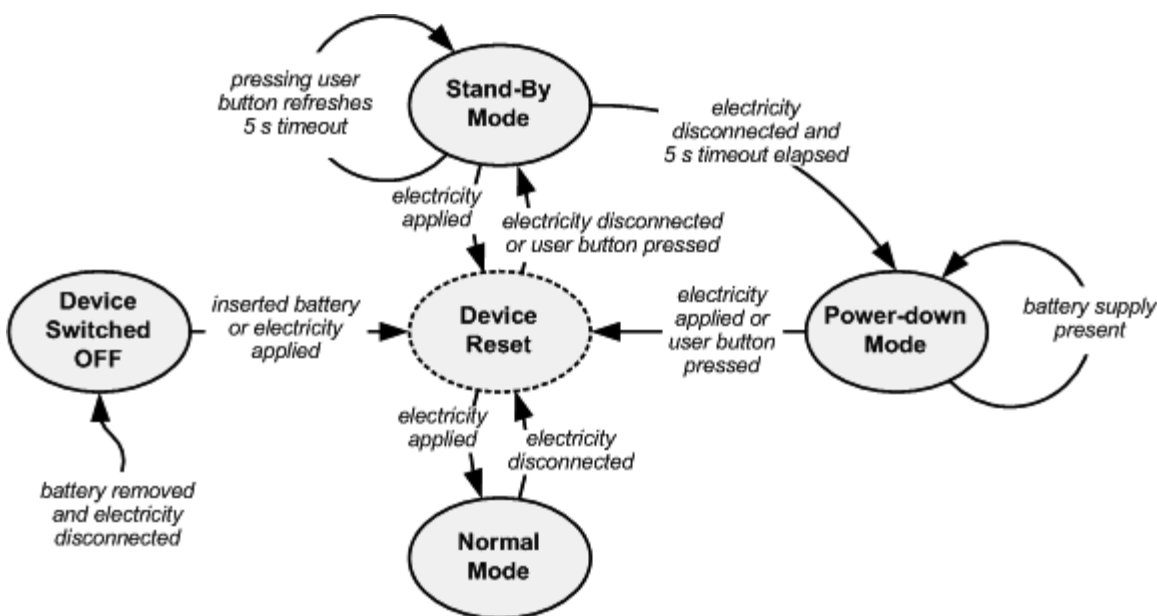 pressing user
button refreshes
5 s timeout
Stand-By
Mode
electricity
disconnected and
5 s timeout elapsed
electricity
applied
electricity disconnected
or user button pressed
Device
Switched
OFF
inserted battery
or electricity
applied
Device
Reset
electricity
applied or
user button
pressed
Power-down
Mode
battery supply
present
electricity
applied
electricity
disconnected
battery removed
and electricity
disconnected
Normal
Mode